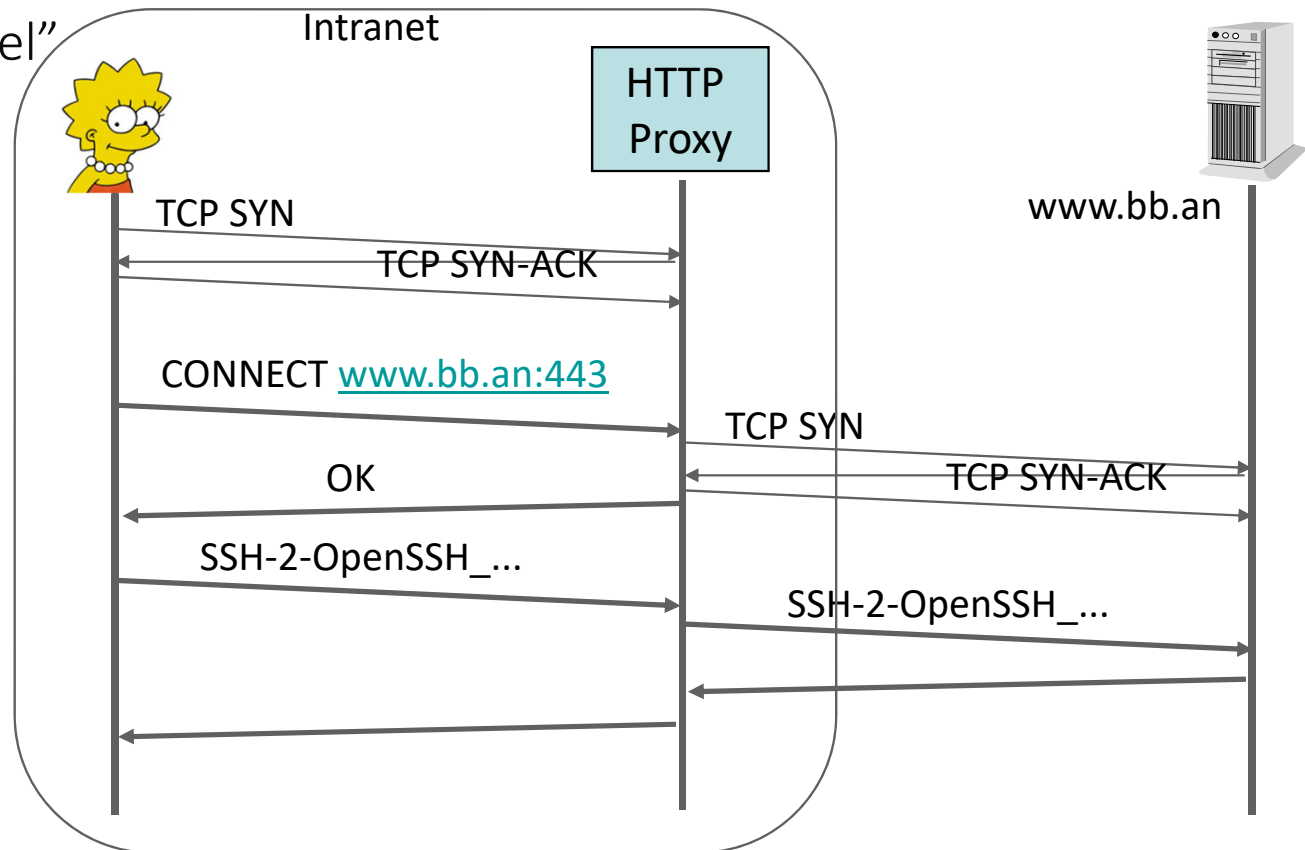 el”
Intranet
HTTP
Proxy
www.bb.an
TCP SYN
TCP SYN-ACK
CONNECT www.bb.an:443
TCP SYN
TCP SYN-ACK
OK
SSH-2-OpenSSH_...
SSH-2-OpenSSH_...